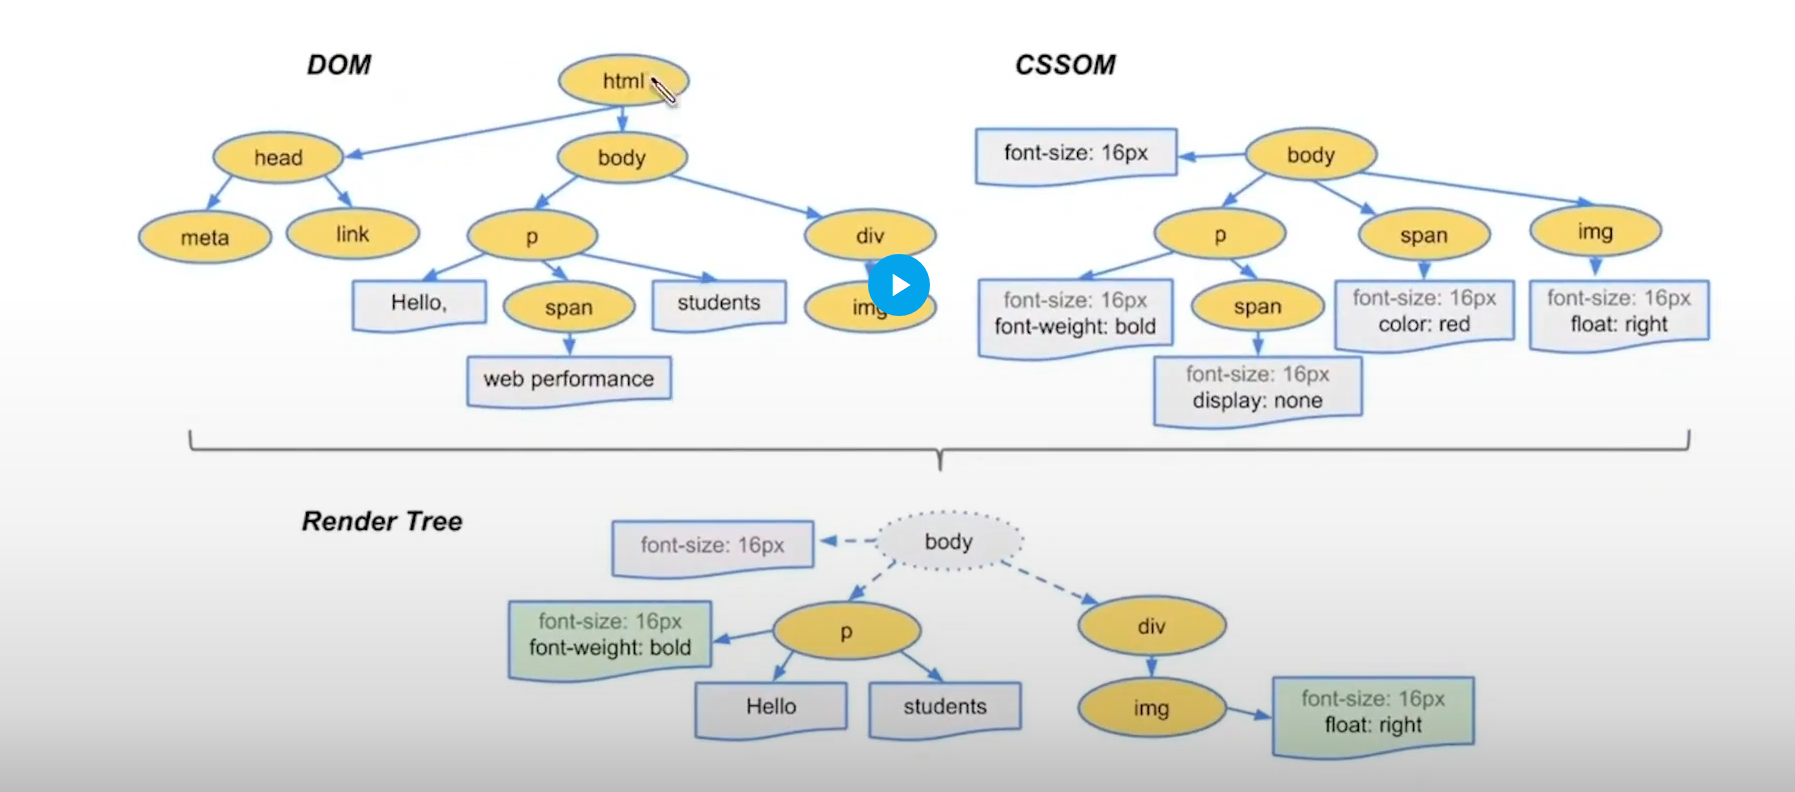 DOM
html
head
body
meta
link
p
div
Hello,
span
students
img
web performance
CSSOM
font-size: 16px
body
p
span
img
font-size: 16px
font-weight: bold
span
font-size: 16px
color: red
font-size: 16px
float: right
font-size: 16px
display: none
Render Tree
font-size: 16px
body
font-size: 16px
font-weight: bold
p
div
Hello
students
img
font-size: 16px
float: right